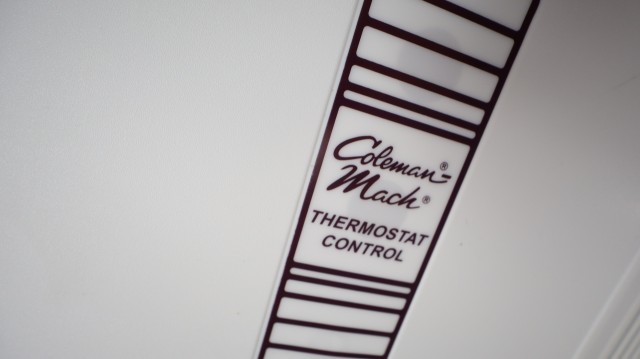 Coleman®-
Mach®
THERMOSTAT
CONTROL